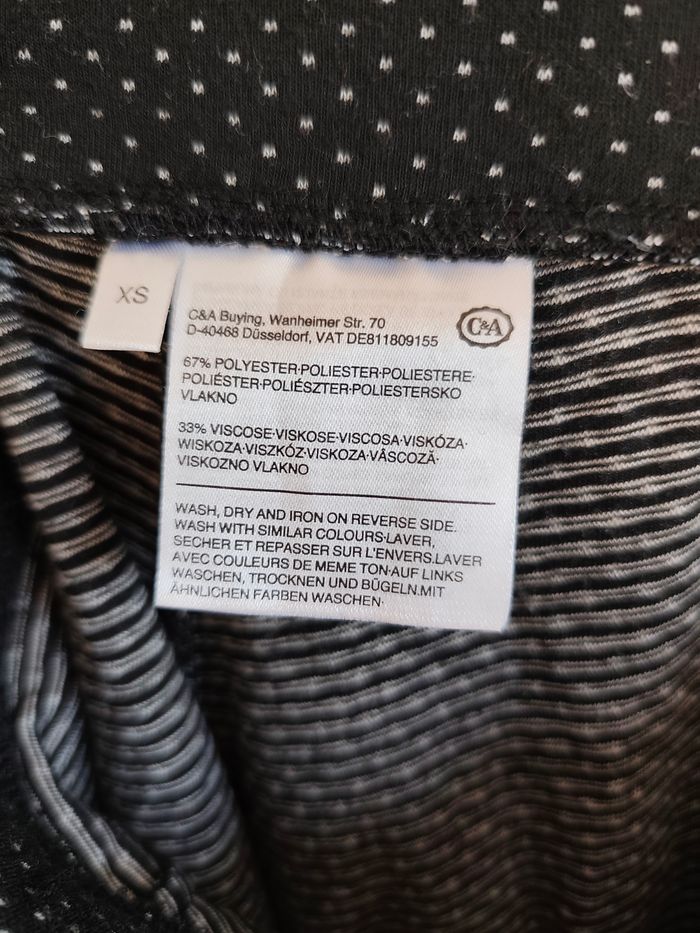 XS
C&A Buying, Wanheimer Str. 70
D-40468 Düsseldorf, VAT DE811809155
C&A
67% POLYESTER·POLIESTER·POLIESTERE·
POLIÉSTER·POLIÉSZTER·POLIESTERSKO
VLAKNO
33% VISCOSE·VISKOSE·VISCOSA·VISKÓZA·
WISKOZA·VISZKÓZ·VISKOZA·VÂSCOZĂ·
VISKOZNO VLAKNO
WASH, DRY AND IRON ON REVERSE SIDE.
WASH WITH SIMILAR COLOURS·LAVER,
SECHER ET REPASSER SUR L'ENVERS.LAVER
AVEC COULEURS DE MEME TON·AUF LINKS
WASCHEN, TROCKNEN UND BÜGELN.MIT
ÄHNLICHEN FARBEN WASCHEN·